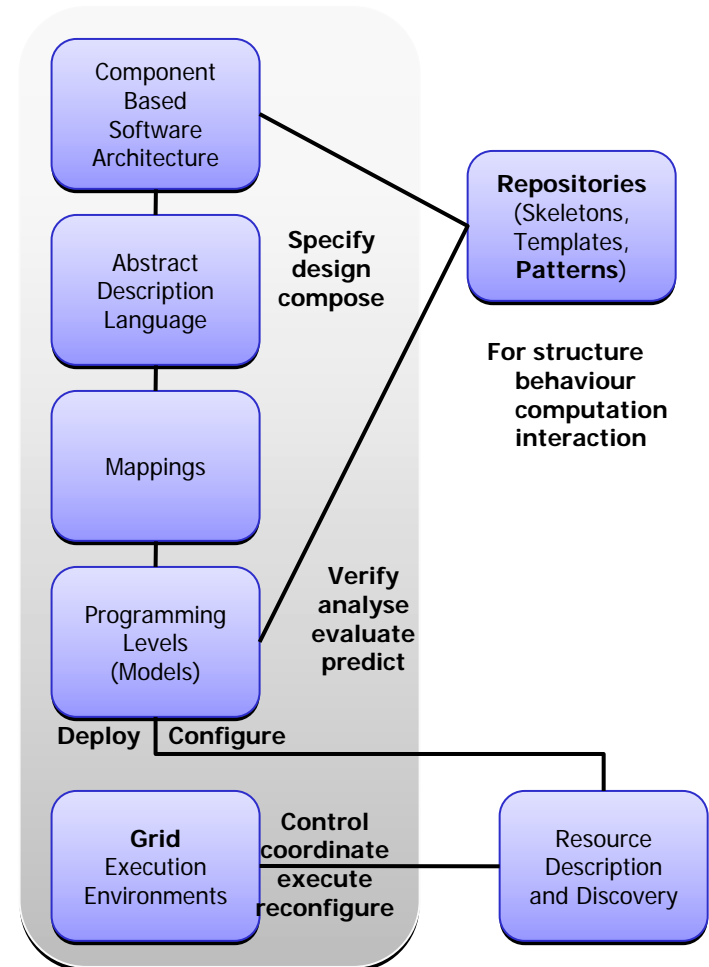 Component
Based
Software
Architecture
Repositories
(Skeletons,
Templates,
Patterns)
Abstract
Description
Language
Specify
design
compose
For structure
behaviour
computation
interaction
Mappings
Programming
Levels
(Models)
Verify
analyse
evaluate
predict
Deploy Configure
Grid
Execution
Environments
Control
coordinate
execute
reconfigure
Resource
Description
and Discovery